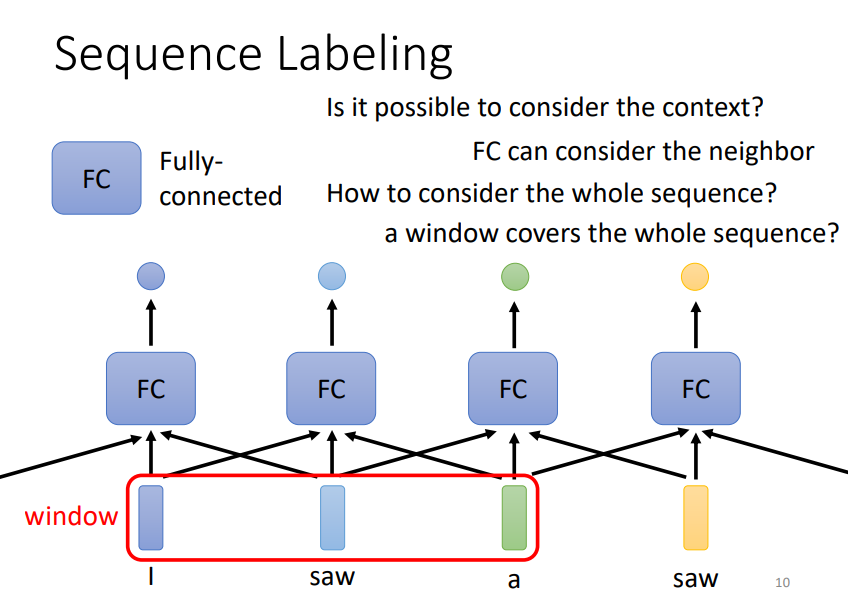 Sequence Labeling
Is it possible to consider the context?
FC can consider the neighbor
How to consider the whole sequence?
a window covers the whole sequence?
FC
Fully-
connected
FC FC FC FC
window
I saw a saw
10